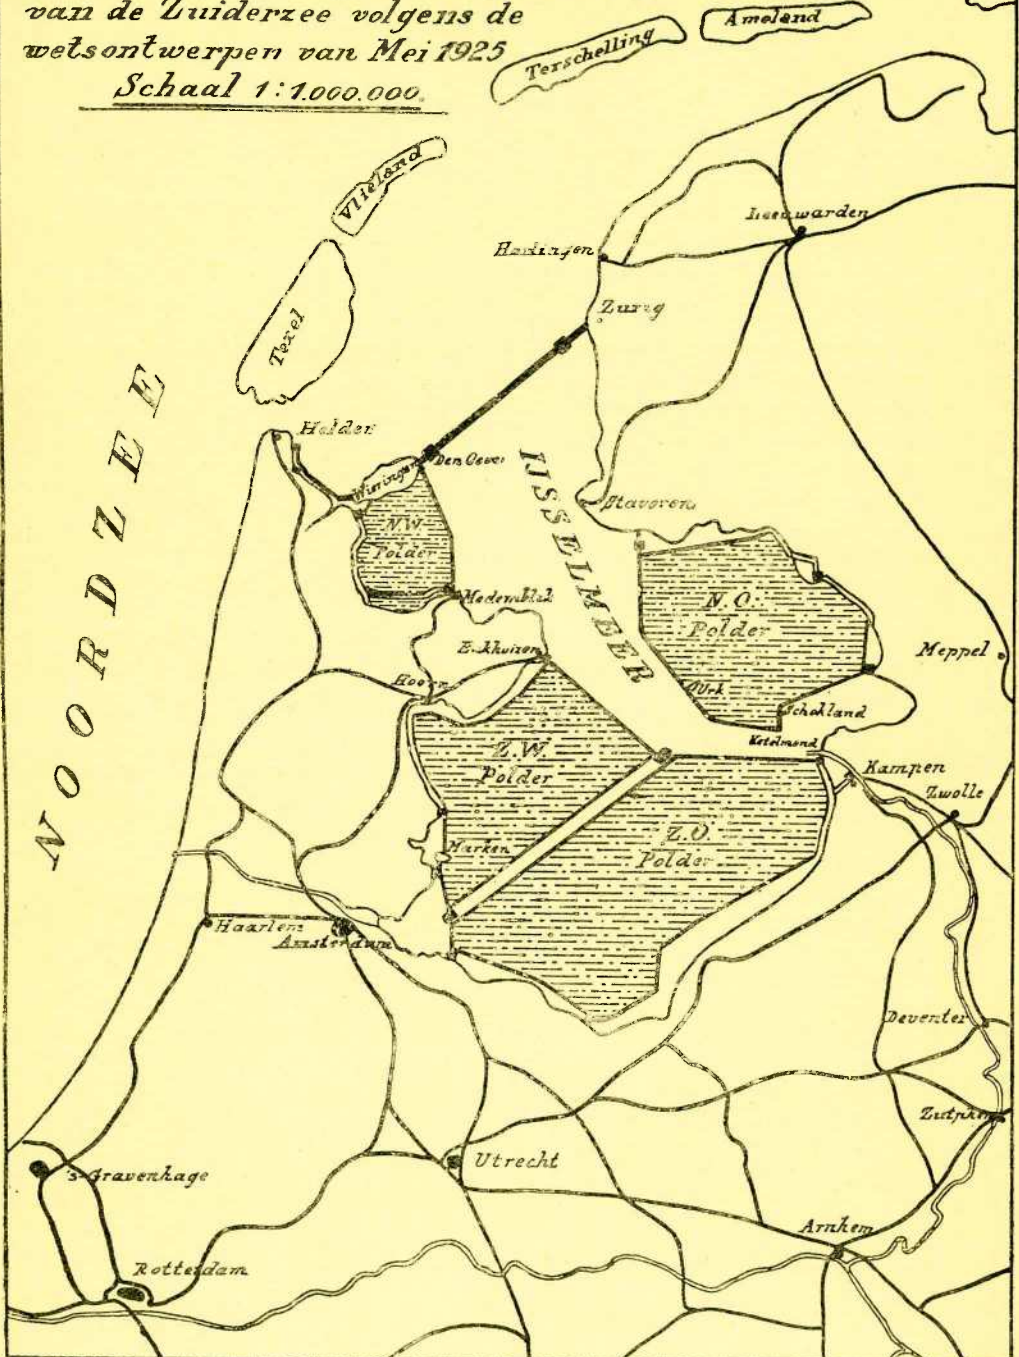 van de Zuiderzee volgens de
wetsontwerpen van Mei 1925
Schaal 1:1.000.000.
Ameland
Terschelling
Vlieland
Texel
Leeuwarden
Harlingen
Zurig
NOORDZEE
Helder
Wieringen
Den Oever
IJSSELMEER
Stavoren
N.W.
Polder
Medemblik
N.O.
Polder
Enkhuizen
Meppel
Hoorn
Urk
Schokland
Ketelmond
Z.W.
Polder
Kampen
Zwolle
Z.O.
Polder
Marken
Haarlem
Amsterdam
Deventer
Zutphen
Utrecht
's-Gravenhage
Arnhem
Rotterdam